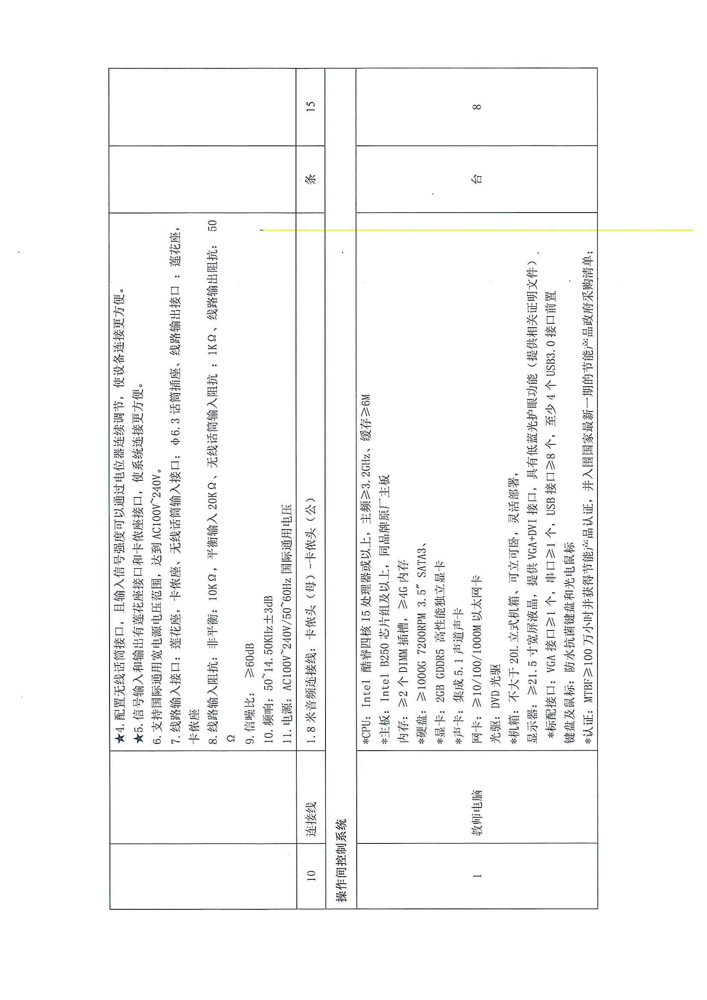 ★4.配置无线话筒接口，且输入信号强度可以通过电位器连续调节，使设备连接更方便。
★5.信号输入和输出有莲花座接口和卡侬座接口，使系统连接更方便。
6.支持国际通用宽电源电压范围，达到 AC100V~240V。
7.线路输入接口：莲花座，卡侬座、无线话筒输入接口：φ6.3 话筒插座、线路输出接口 ：莲花座，
卡侬座
8.线路输入阻抗：非平衡：10KΩ，平衡输入 20KΩ、无线话筒输入阻抗 ：1KΩ、线路输出阻抗： 50
Ω
9.信噪比： ≥60dB
10.频响：50~14.50KHz±3dB
11.电源：AC100V~240V/50~60Hz 国际通用电压
10 连接线 1.8 米音频连接线：卡侬头（母）-卡侬头（公） 条 15
操作间控制系统
1 教师电脑 台 8
*CPU：Intel 酷睿四核 I5 处理器或以上，主频≥3.2GHz、缓存≥6M
*主板：Intel B250 芯片组及以上，同品牌原厂主板
内存：≥2 个 DIMM 插槽，≥4G 内存
*硬盘：≥1000G 7200RPM 3.5″ SATA3、
*显卡：2GB GDDR5 高性能独立显卡
*声卡：集成 5.1 声道声卡
网卡：≥10/100/1000M 以太网卡
光驱：DVD 光驱
*机箱：不大于 20L 立式机箱、可立可卧，灵活部署，
显示器：≥21.5 寸宽屏液晶，提供 VGA+DVI 接口，具有低蓝光护眼功能（提供相关证明文件）
*标配接口：VGA 接口≥1 个，串口≥1 个，USB 接口≥8 个，至少 4 个 USB3.0 接口前置
键盘及鼠标：防水抗菌键盘和光电鼠标
*认证：MTBF≥100 万小时并获得节能产品认证，并入围国家最新一期的节能产品政府采购清单；